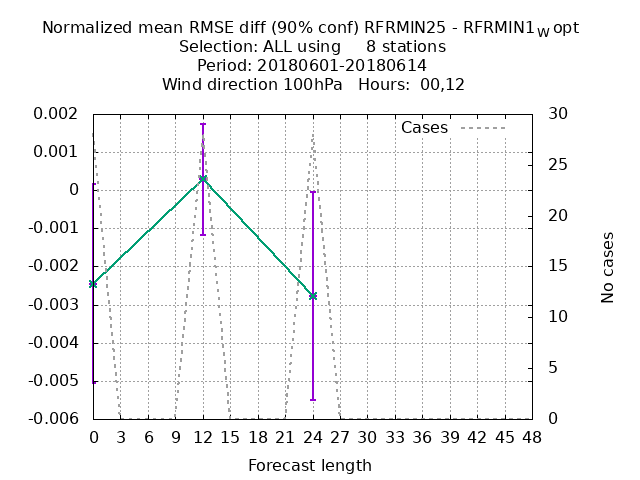 Normalized mean RMSE diff (90% conf) RFRMIN25 - RFRMIN1W opt
Selection: ALL using 8 stations
Period: 20180601-20180614
Wind direction 100hPa Hours: 00,12
Cases
0.002
0.001
0
-0.001
-0.002
-0.003
-0.004
-0.005
-0.006
30
25
20
15
10
5
0
No cases
0 3 6 9 12 15 18 21 24 27 30 33 36 39 42 45 48
Forecast length